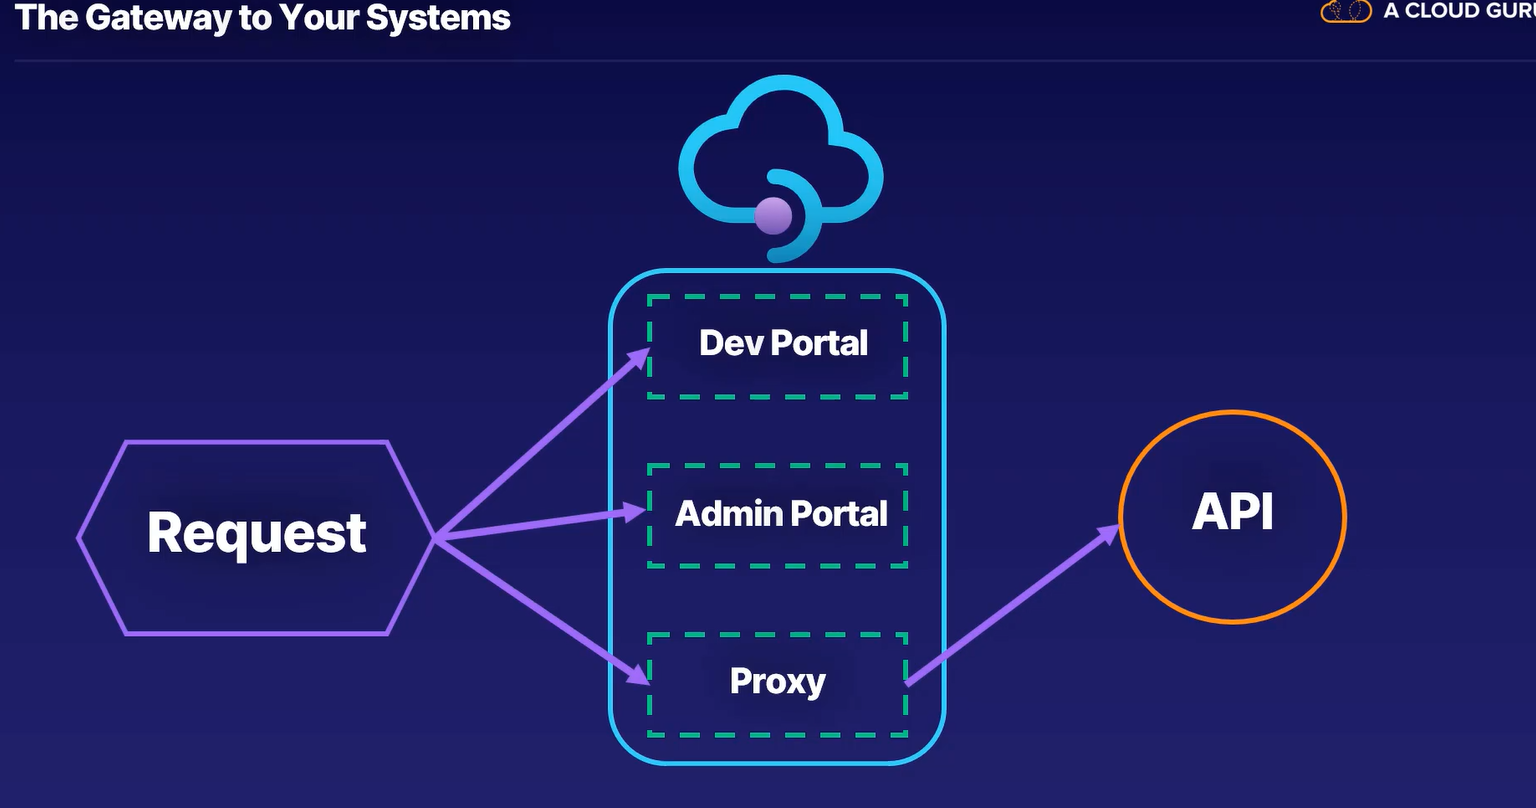 The Gateway to Your Systems
A CLOUD GURU
Dev Portal
Request
Admin Portal
API
Proxy